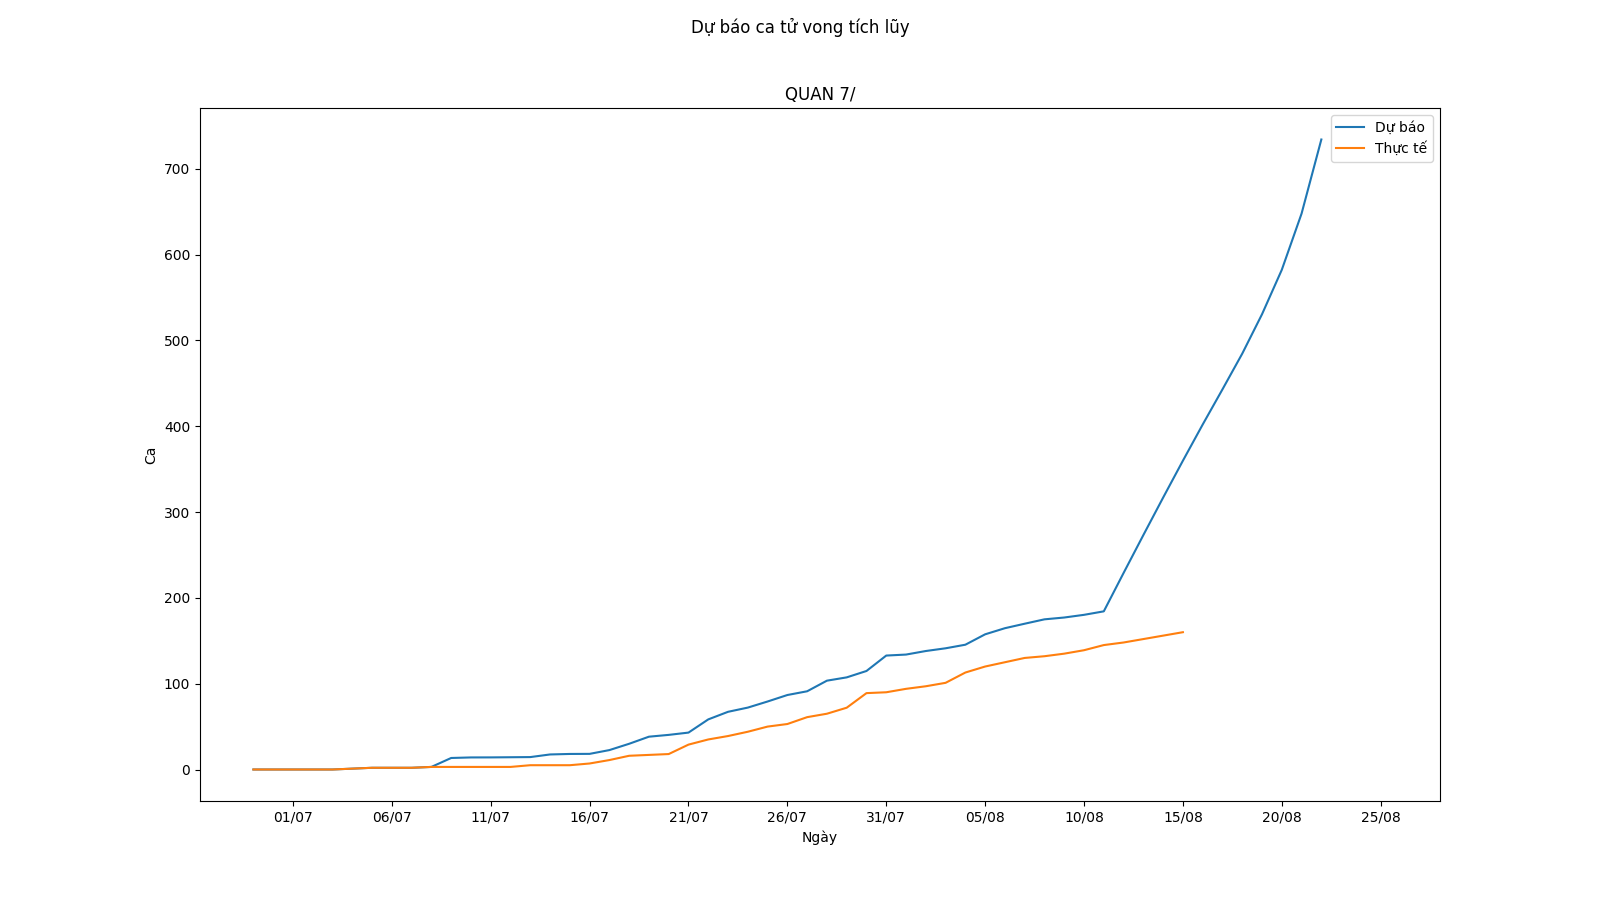 Dự báo ca tử vong tích lũy
QUAN 7/
Dự báo
Thực tế
700
600
500
400
300
200
100
0
Ca
01/07 06/07 11/07 16/07 21/07 26/07 31/07 05/08 10/08 15/08 20/08 25/08
Ngày